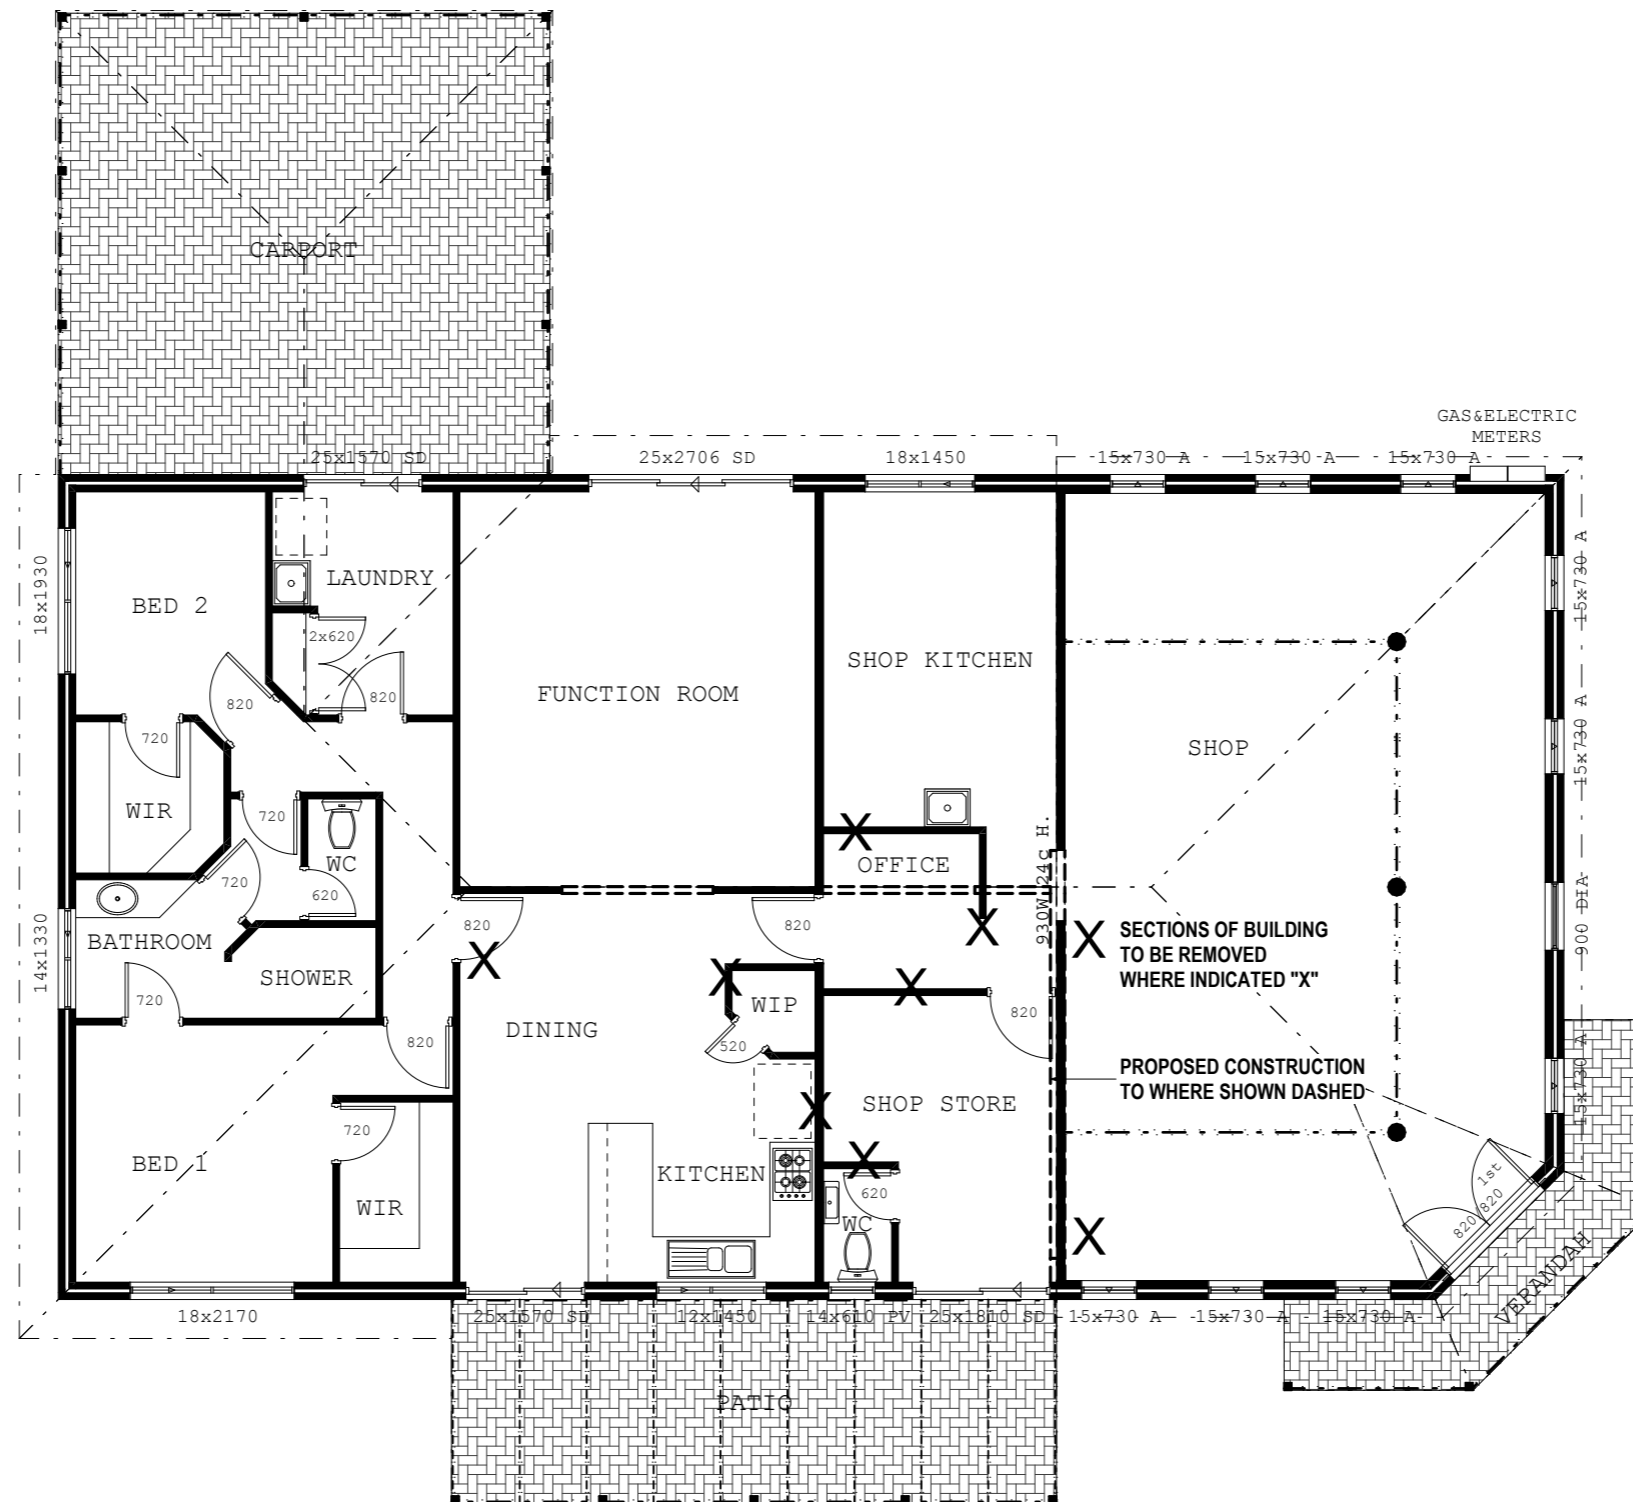 CARPORT
GAS&ELECTRIC
METERS
25x1570 SD
25x2706 SD
18x1450
15x730 A
15x730 A
15x730 A
18x1930
BED 2
LAUNDRY
2x620
820
820
FUNCTION ROOM
SHOP KITCHEN
SHOP
15x730 A
15x730 A
720
WIR
720
WC
720
620
OFFICE
X
930W 24c H.
900 DIA
14x1330
BATHROOM
SHOWER
720
820
X
820
X
X
X
X
X
SECTIONS OF BUILDING
TO BE REMOVED
WHERE INDICATED "X"
WIP
520
DINING
820
820
PROPOSED CONSTRUCTION
TO WHERE SHOWN DASHED
15x730 A
SHOP STORE
X
720
BED 1
WIR
KITCHEN
X
620
WC
X
1st
820
820
VERANDAH
18x2170
25x1570 SD
12x1450
14x610 PV
25x1810 SD
15x730 A
15x730 A
15x730 A
PATIO